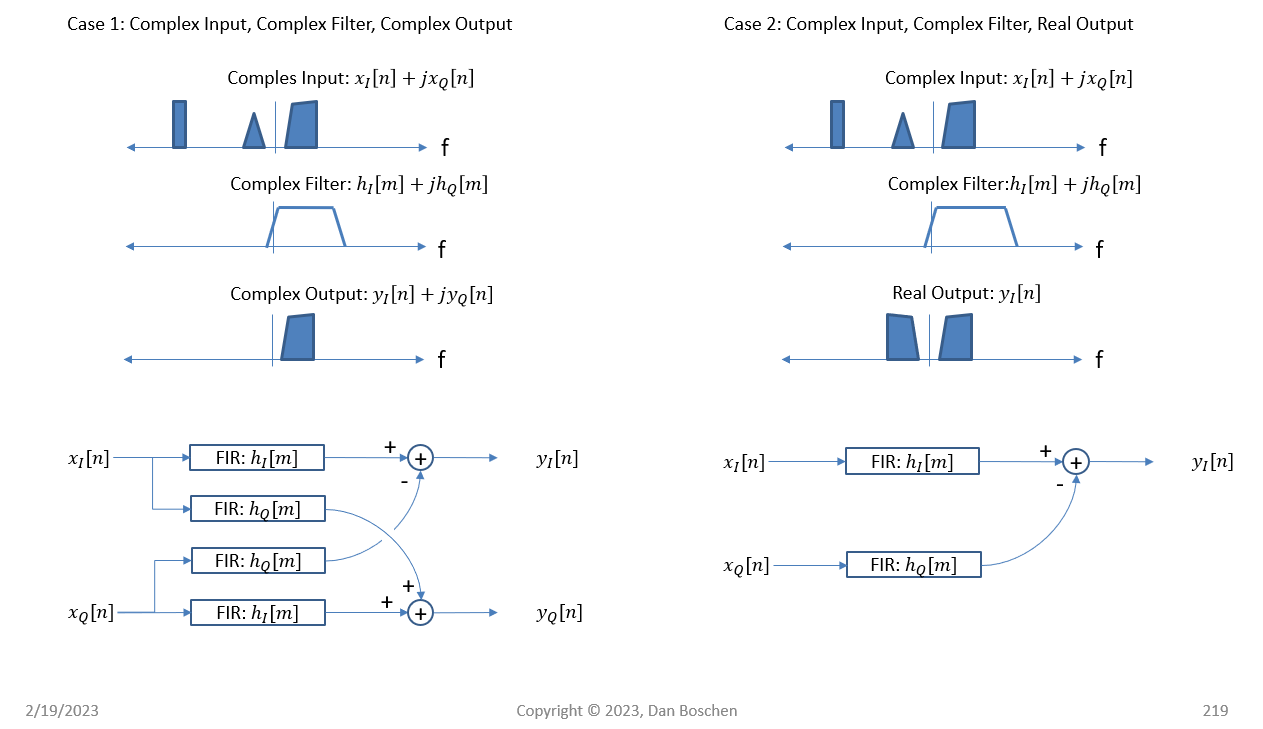 Case 1: Complex Input, Complex Filter, Complex Output
Comples Input: x_I[n] + jx_Q[n]
f
Complex Filter: h_I[m] + jh_Q[m]
f
Complex Output: y_I[n] + jy_Q[n]
f
x_I[n]
FIR: h_I[m]
+
+
y_I[n]
-
FIR: h_Q[m]
FIR: h_Q[m]
+
x_Q[n]
FIR: h_I[m]
+
+
y_Q[n]
Case 2: Complex Input, Complex Filter, Real Output
Complex Input: x_I[n] + jx_Q[n]
f
Complex Filter:h_I[m] + jh_Q[m]
f
Real Output: y_I[n]
f
x_I[n]
FIR: h_I[m]
+
+
y_I[n]
-
x_Q[n]
FIR: h_Q[m]
2/19/2023
Copyright © 2023, Dan Boschen
219